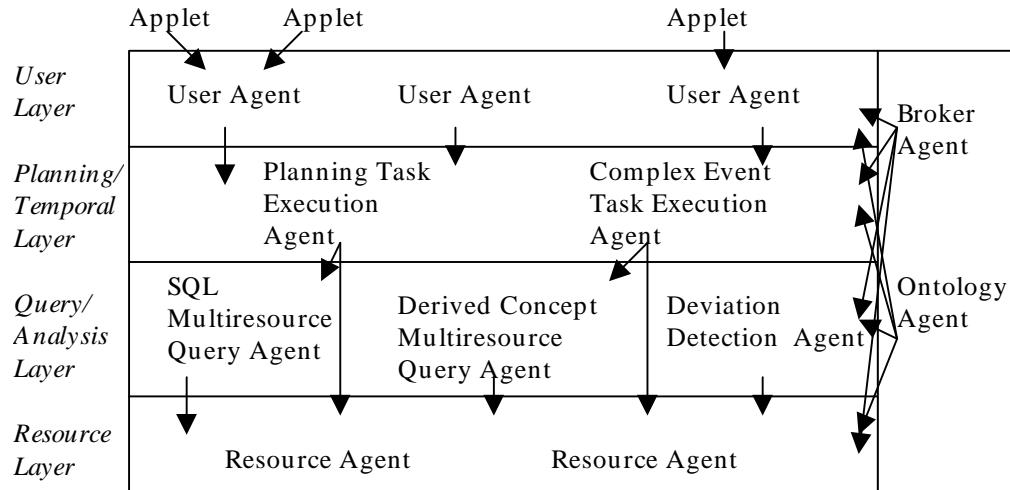 Applet
Applet
Applet
User
Layer
User Agent
User Agent
User Agent
Broker
Agent
Planning/
Temporal
Layer
Planning Task
Execution
Agent
Complex Event
Task Execution
Agent
Query/
Analysis
Layer
SQL
Multiresource
Query Agent
Derived Concept
Multiresource
Query Agent
Deviation
Detection Agent
Ontology
Agent
Resource
Layer
Resource Agent
Resource Agent